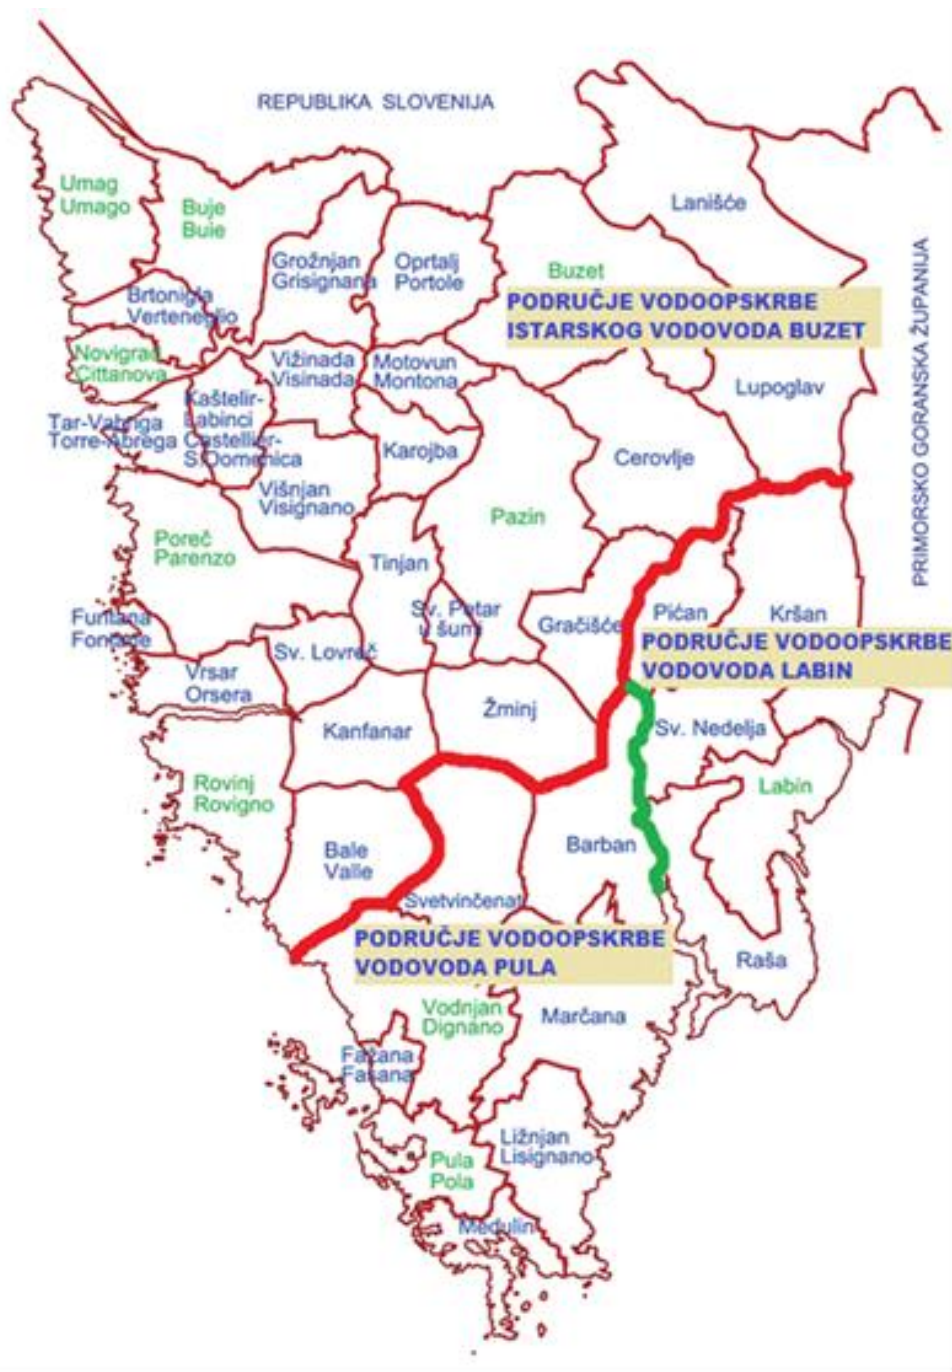 REPUBLIKA SLOVENIJA
Umag
Umago
Buje
Buie
Lanišće
Grožnjan
Grisignana
Oprtalj
Portole
Buzet
PODRUČJE VODOOPSKRBE
ISTARSKOG VODOVODA BUZET
PRIMORSKO GORANSKA ŽUPANIJA
Brtonigla
Verteneglio
Novigrad
Cittanova
Vižinada
Visinada
Motovun
Montona
Lupoglav
Tar-Vabriga
Torre-Abrega
Kaštelir-
Labinci
Castellier-
S.Domenica
Karojba
Cerovlje
Višnjan
Visignano
Pazin
Poreč
Parenzo
Tinjan
Funtana
Fontane
Sv. Petar
u šumi
Gračišće
Pićan
Kršan
PODRUČJE VODOOPSKRBE
VODOVODA LABIN
Sv. Lovreč
Vrsar
Orsera
Kanfanar
Žminj
Sv. Nedelja
Rovinj
Rovigno
Labin
Bale
Valle
Barban
Svetvinčenat
PODRUČJE VODOOPSKRBE
VODOVODA PULA
Raša
Vodnjan
Dignano
Marčana
Fažana
Fasana
Ližnjan
Lisignano
Pula
Pola
Medulin